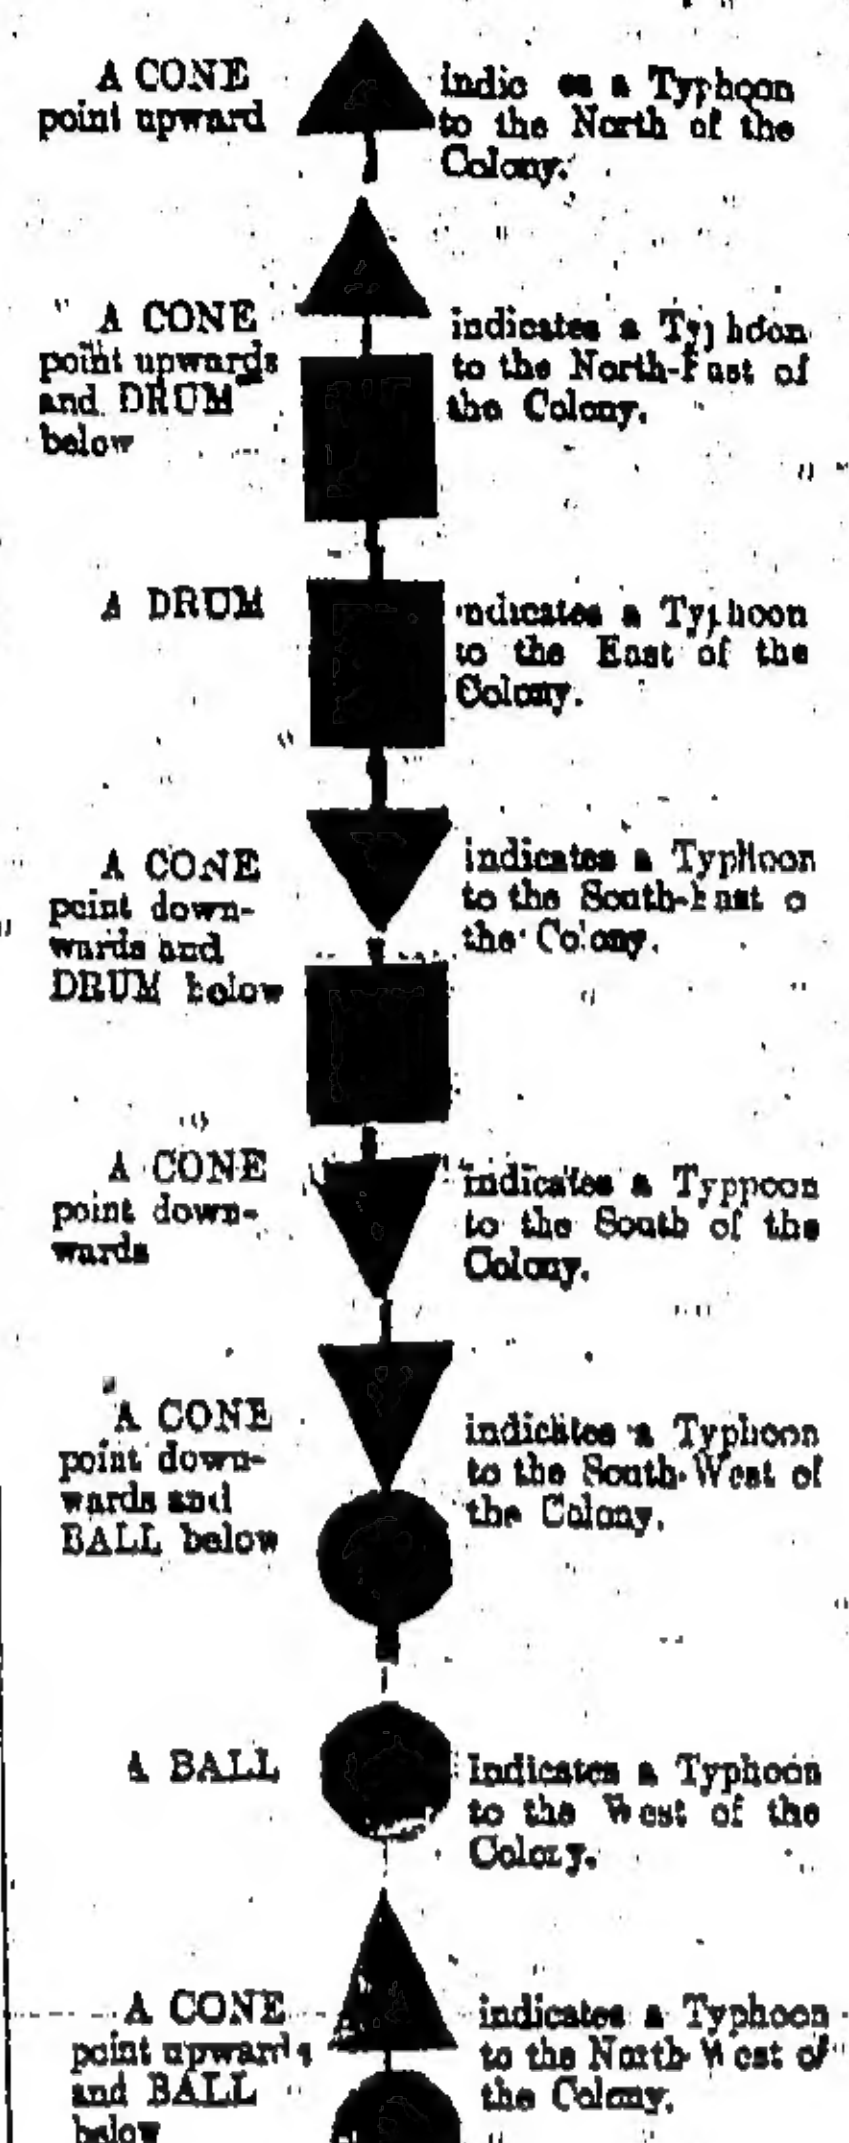 A CONE
point upward
indic es a Typhoon
to the North of the
Colony.
A CONE
point upwards
and DRUM
below
indicates a Typhoon
to the North-East of
the Colony.
A DRUM
indicates a Typhoon
to the East of the
Colony.
A CONE
point down-
wards and
DRUM below
indicates a Typhoon
to the South-East o
the Colony.
A CONE
point down-
wards
indicates a Typpoon
to the South of the
Colony.
A CONE
point down-
wards and
BALL below
indicates a Typhoon
to the South-West of
the Colony.
A BALL
Indicates a Typhoon
to the West of the
Colony.
A CONE
point upwards
and BALL
below
indicates a Typhoon
to the North West of
the Colony.